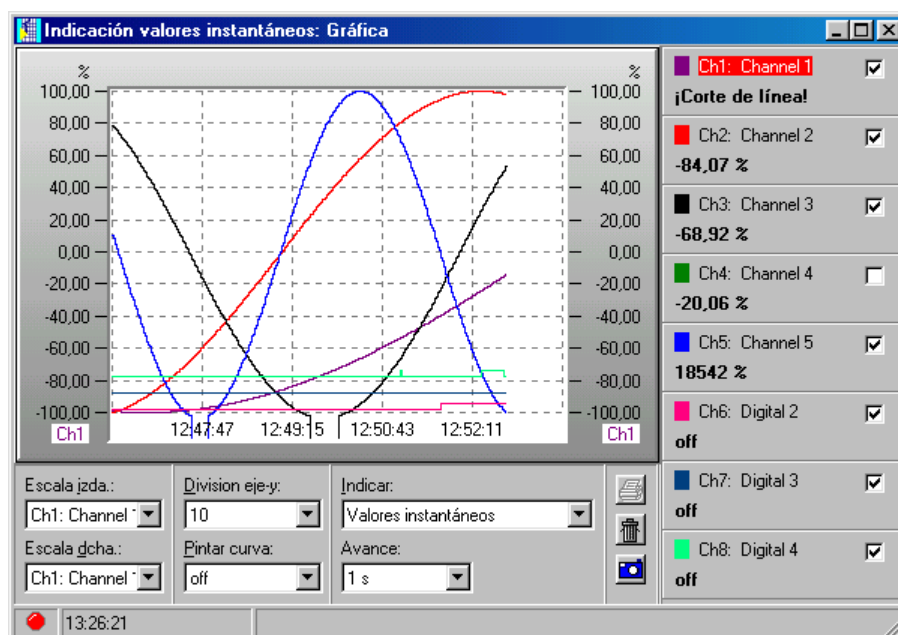 Indicación valores instantáneos: Gráfica
%
%
100,00
80,00
60,00
40,00
20,00
0,00
-20,00
-40,00
-60,00
-80,00
-100,00
Ch1
100,00
80,00
60,00
40,00
20,00
0,00
-20,00
-40,00
-60,00
-80,00
-100,00
Ch1
12:47:47
12:49:15
12:50:43
12:52:11
Ch1: Channel 1
¡Corte de línea!
Ch2: Channel 2
-84,07 %
Ch3: Channel 3
-68,92 %
Ch4: Channel 4
-20,06 %
Ch5: Channel 5
18542 %
Ch6: Digital 2
off
Ch7: Digital 3
off
Ch8: Digital 4
off
Escala izda.:
Ch1: Channel
Escala dcha.:
Ch1: Channel
Division eje-y:
10
Pintar curva:
off
Indicar:
Valores instantáneos
Avance:
1 s
13:26:21